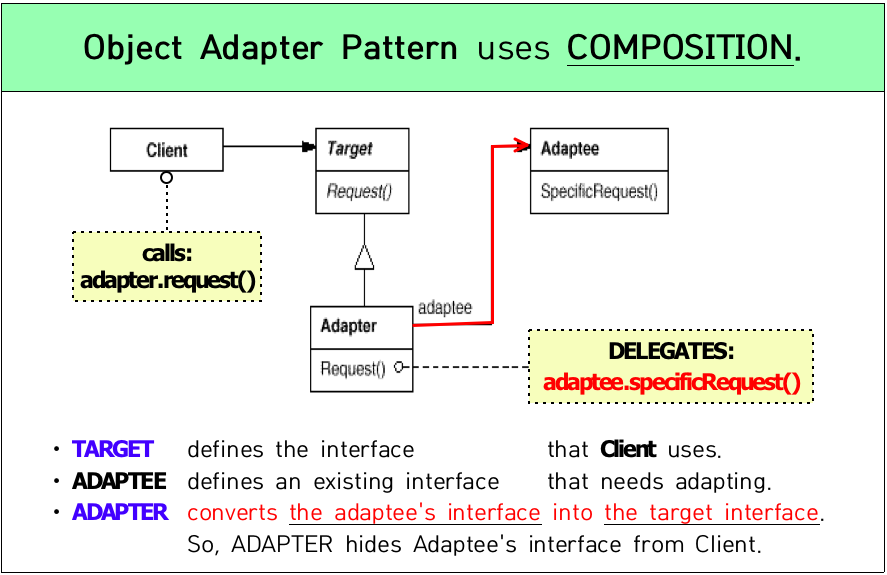 Object Adapter Pattern uses COMPOSITION.
Client
Target
Request()
Adaptee
SpecificRequest()
calls:
adapter.request()
adaptee
Adapter
Request()
DELEGATES:
adaptee.specificRequest()
• TARGET defines the interface that Client uses.
• ADAPTEE defines an existing interface that needs adapting.
• ADAPTER converts the adaptee's interface into the target interface.
So, ADAPTER hides Adaptee's interface from Client.